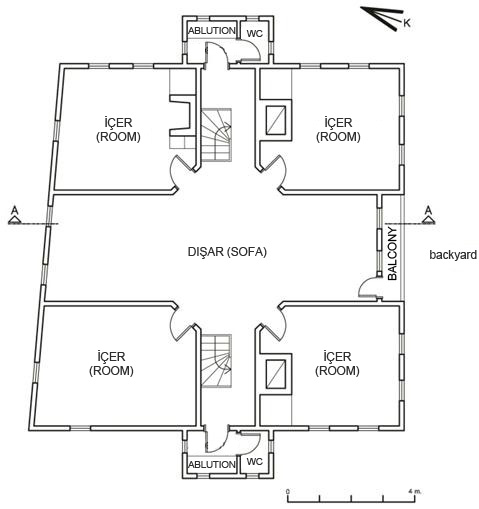 ABLUTION
WC
K
İÇER
(ROOM)
İÇER
(ROOM)
A
A
DIŞAR (SOFA)
BALCONY
backyard
İÇER
(ROOM)
İÇER
(ROOM)
ABLUTION
WC
0
4 m.